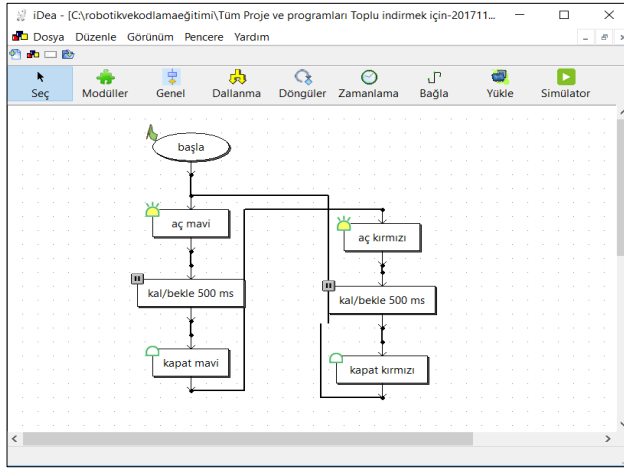 iDea - [C:\robotikvekodlamaeğitimi\Tüm Proje ve programları Toplu indirmek için-201711...
Dosya Düzenle Görünüm Pencere Yardım
Seç Modüller Genel Dallanma Döngüler Zamanlama Bağla Yükle Simülator
başla
aç mavi
kal/bekle 500 ms
kapat mavi
aç kırmızı
kal/bekle 500 ms
kapat kırmızı